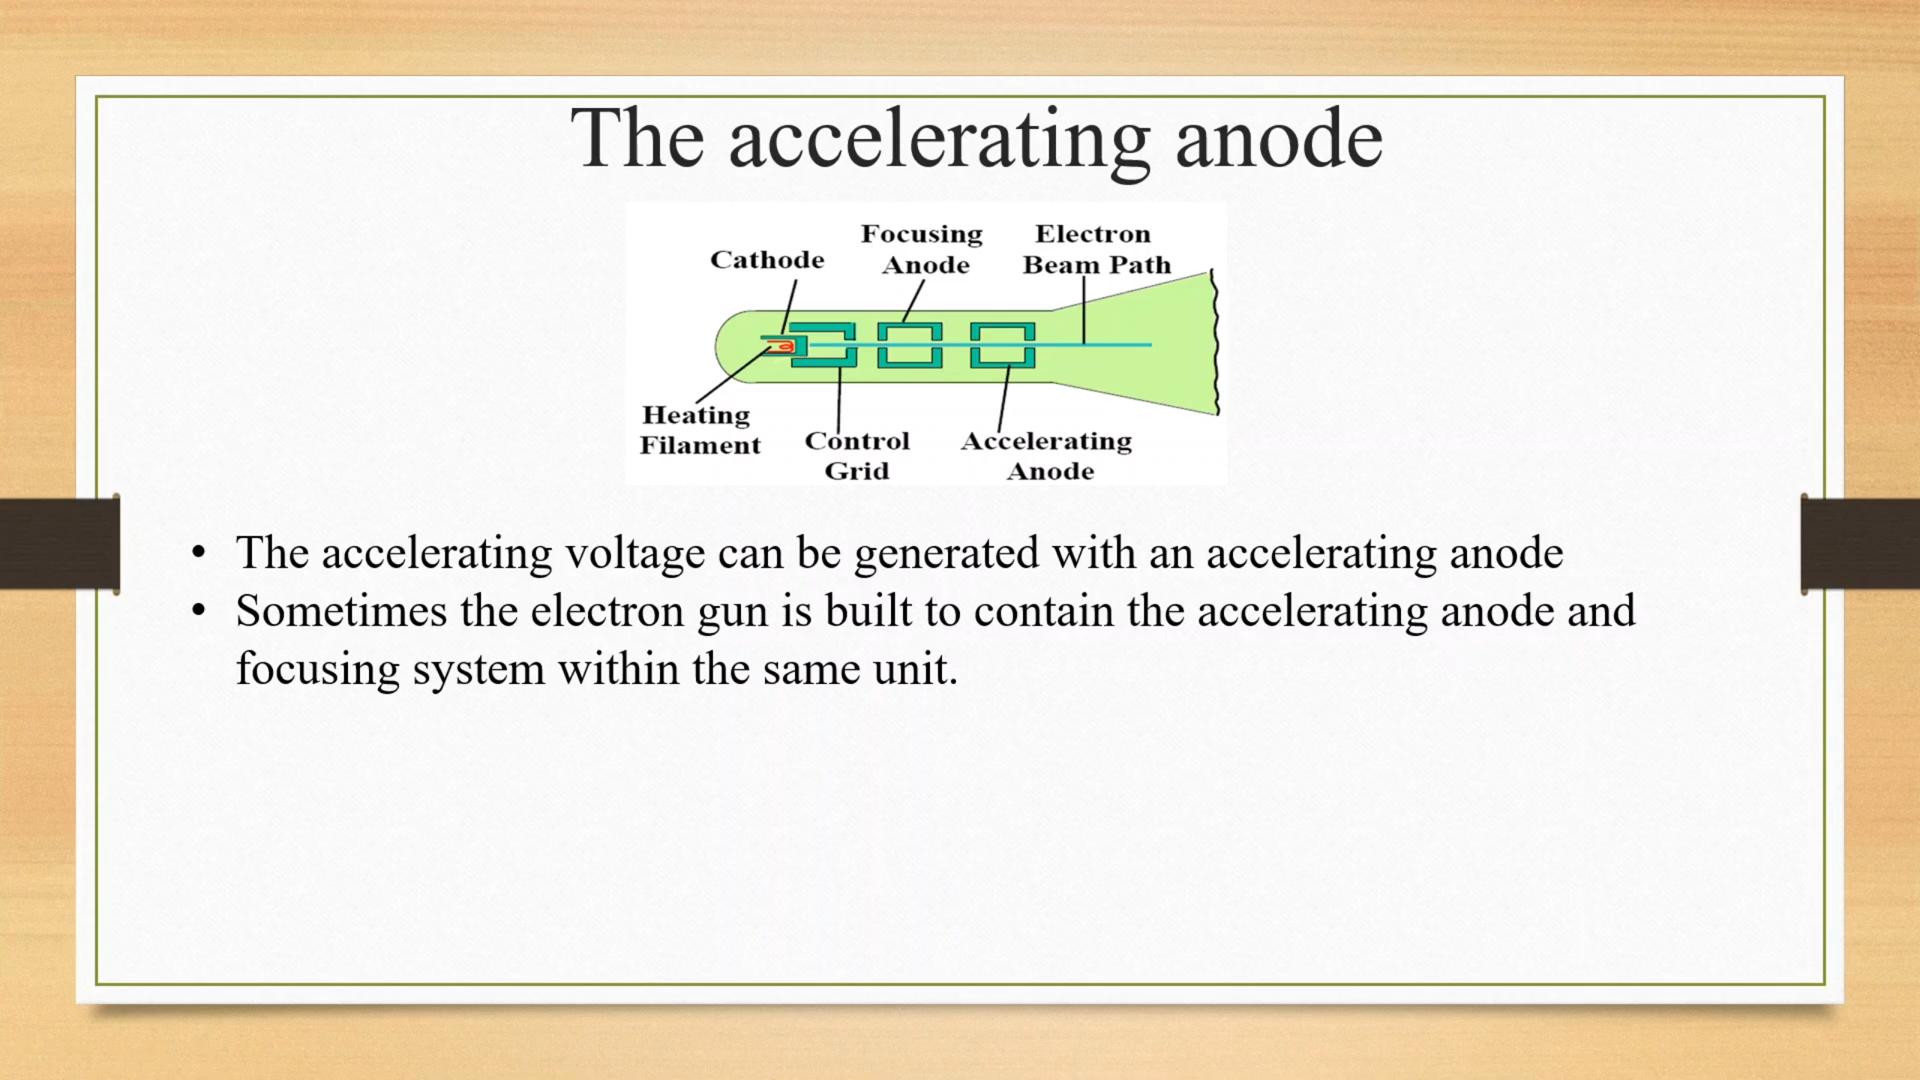 The accelerating anode
Focusing
Anode
Electron
Beam Path
Cathode
Heating
Filament
Control
Grid
Accelerating
Anode
• The accelerating voltage can be generated with an accelerating anode
• Sometimes the electron gun is built to contain the accelerating anode and
focusing system within the same unit.